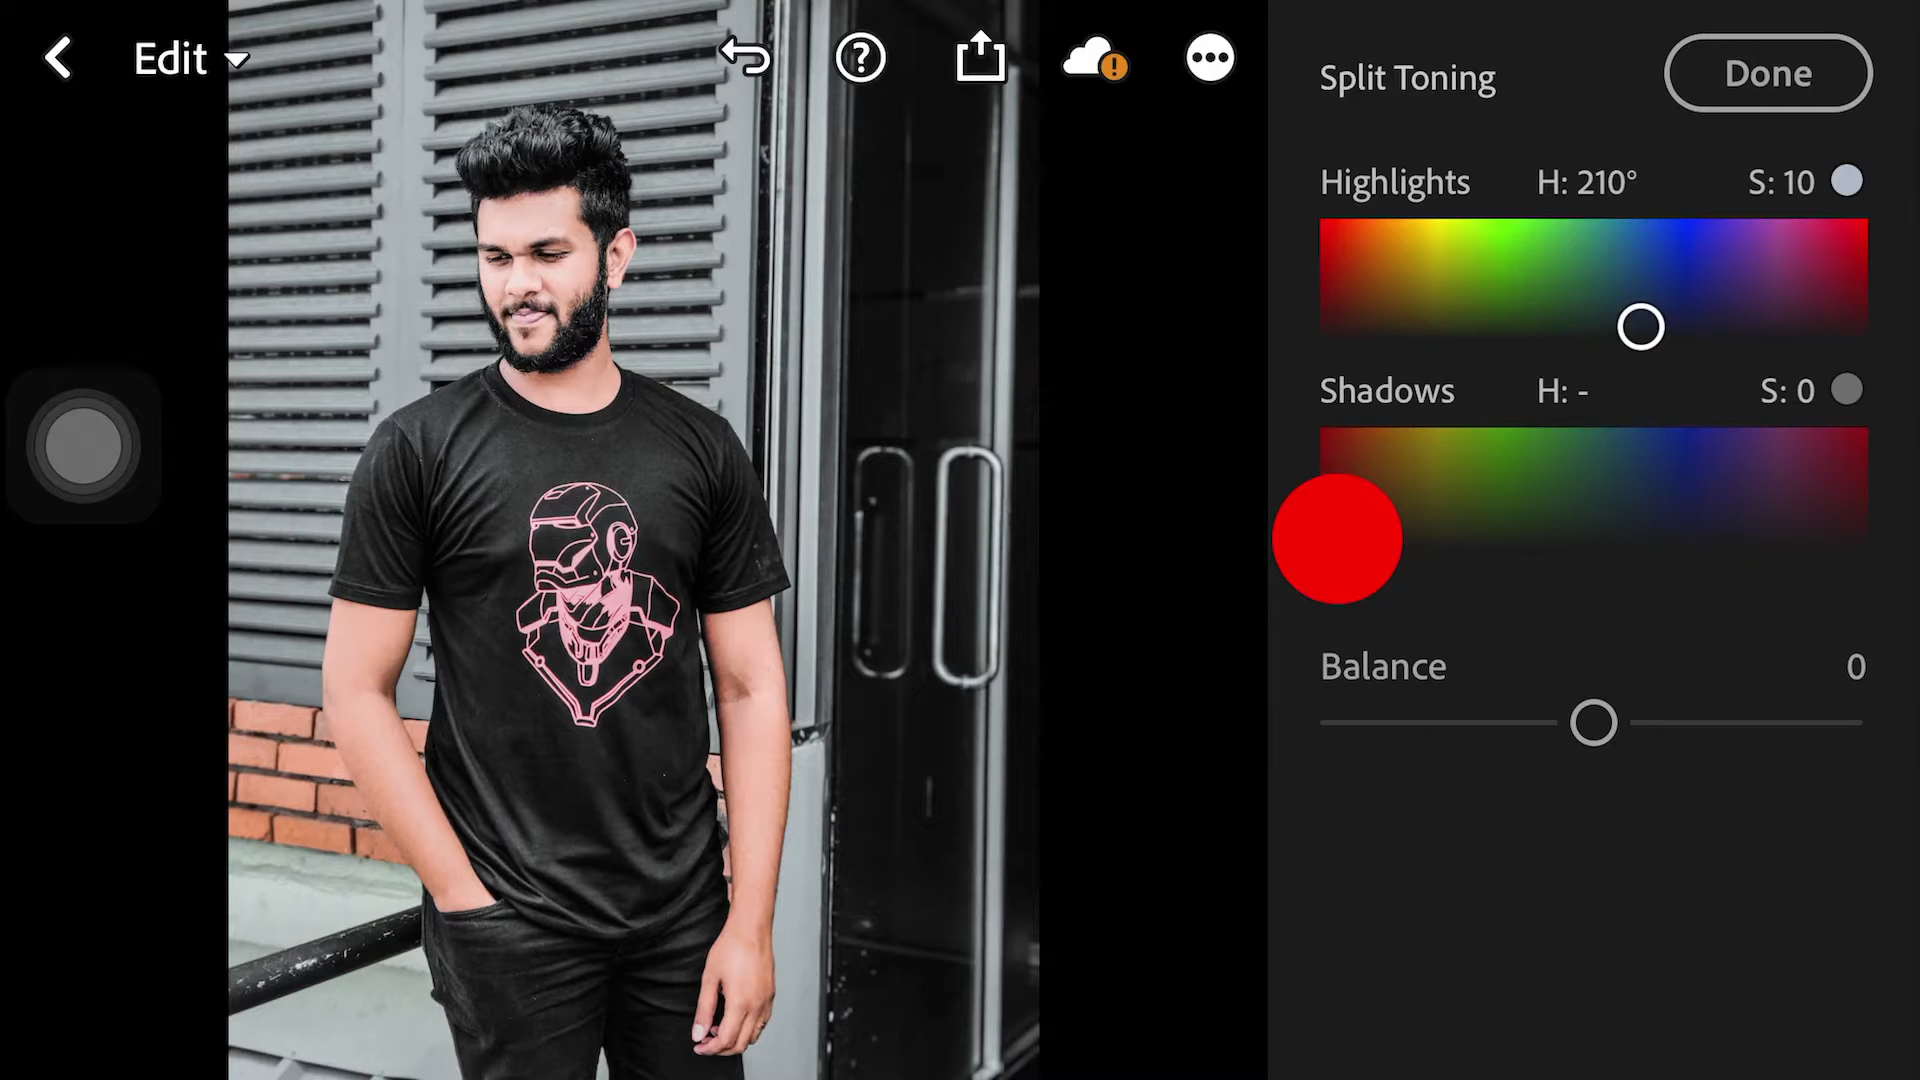 Edit
Split Toning
Done
Highlights H: 210° S: 10
Shadows H: - S: 0
Balance 0